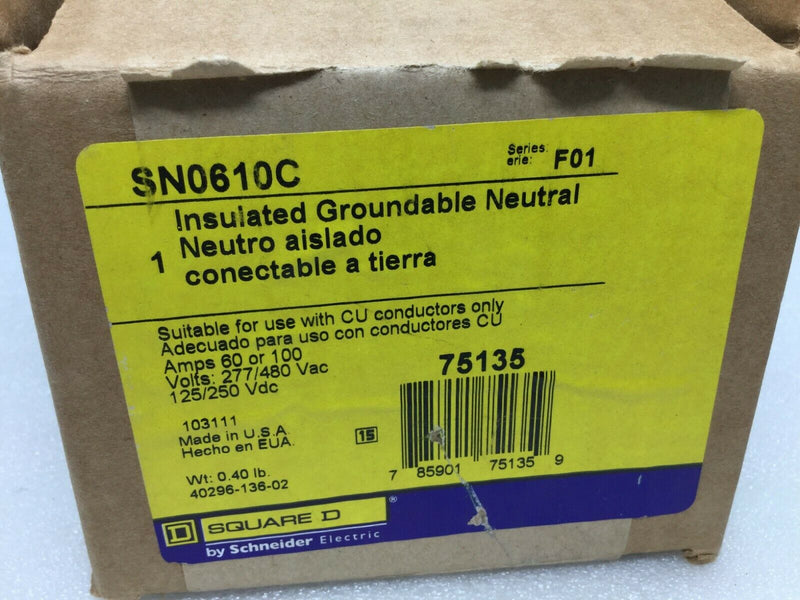 SN0610C
Series:
erie: F01
Insulated Groundable Neutral
1 Neutro aislado
conectable a tierra
Suitable for use with CU conductors only
Adecuado para uso con conductores CU
Amps 60 or 100
Volts: 277/480 Vac
125/250 Vdc
75135
103111
Made in U.S.A.
Hecho en EUA.
15
7 85901 75135 9
Wt: 0.40 lb.
40296-136-02
D SQUARE D ®
by Schneider Electric